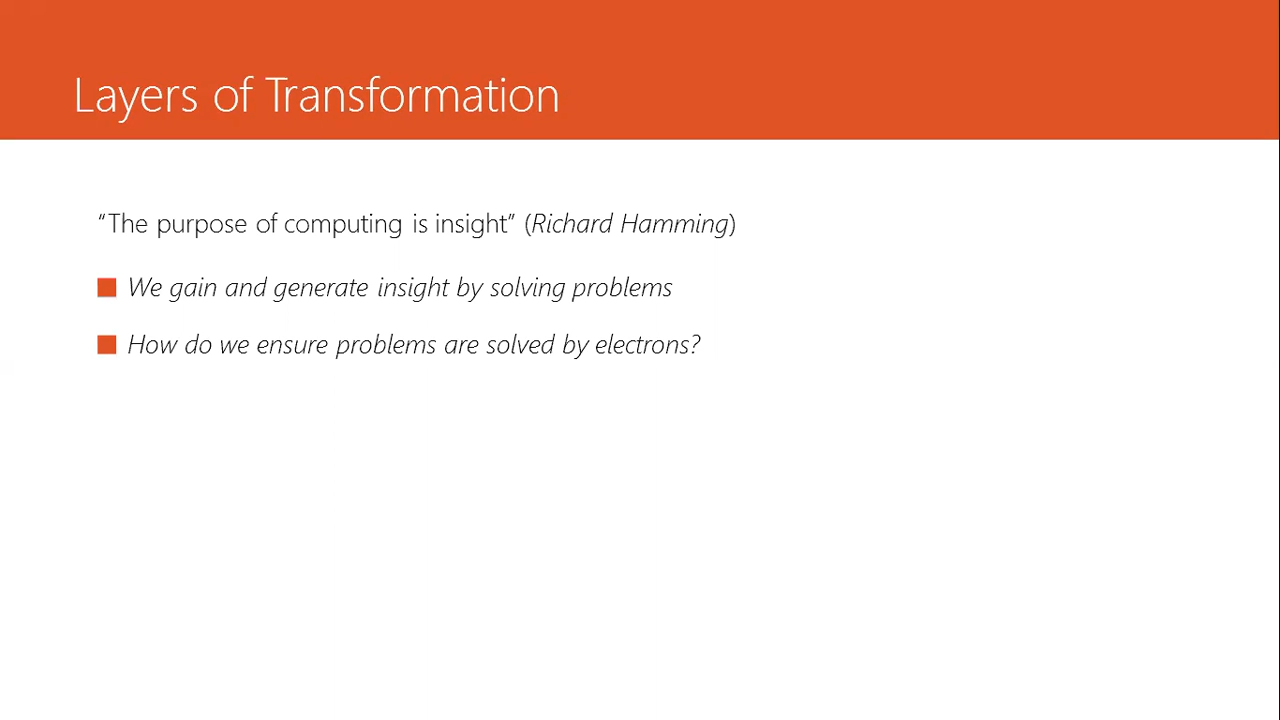 Layers of Transformation
“The purpose of computing is insight” (Richard Hamming)
We gain and generate insight by solving problems
How do we ensure problems are solved by electrons?